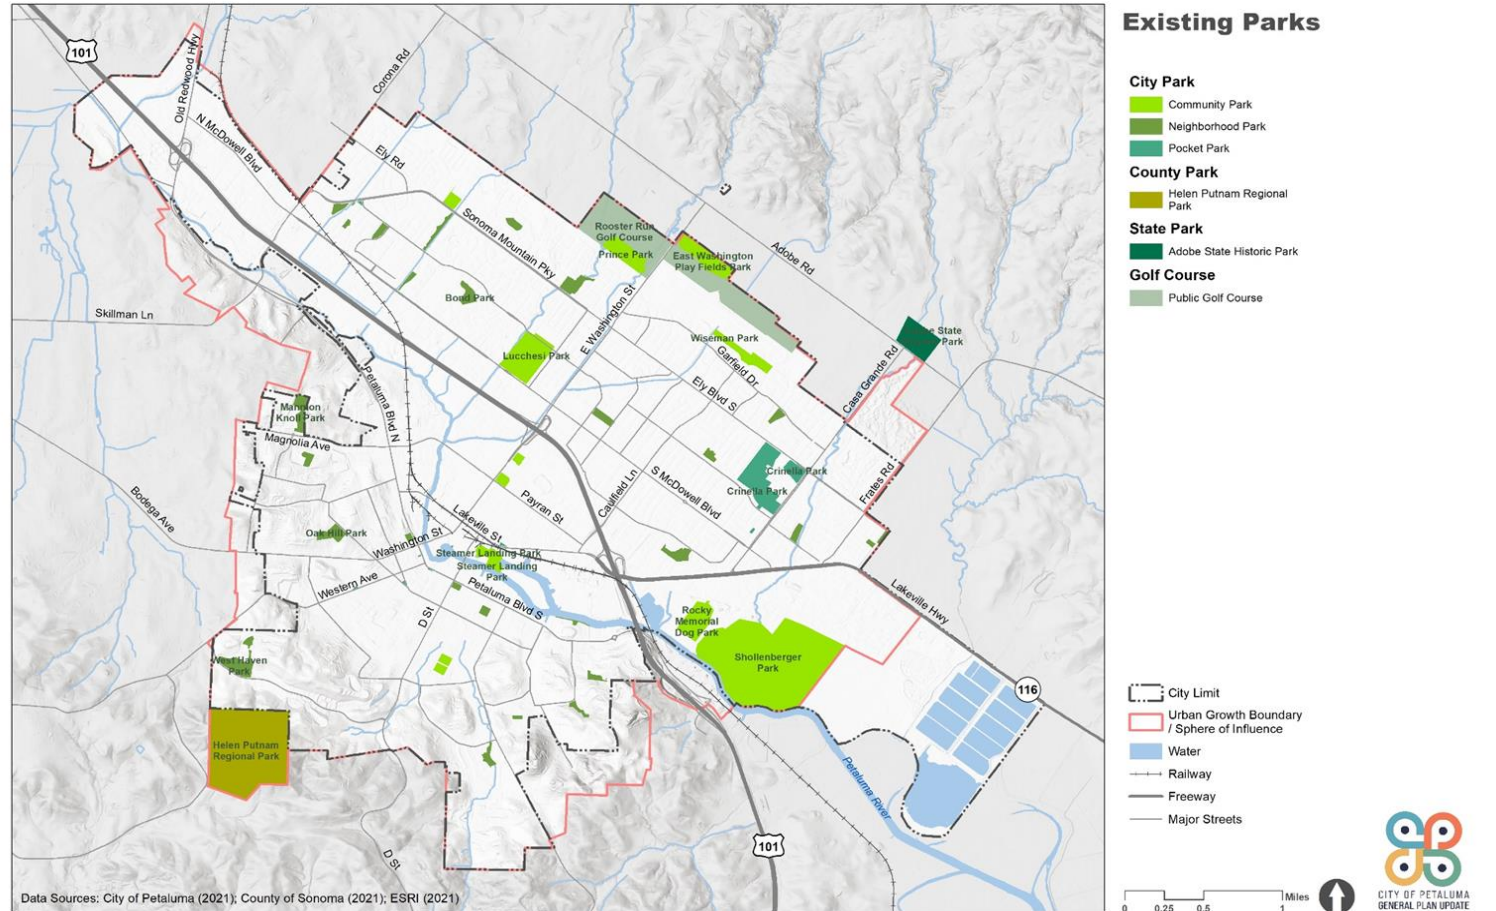 Existing Parks
City Park
Community Park
Neighborhood Park
Pocket Park
County Park
Helen Putnam Regional
Park
State Park
Adobe State Historic Park
Golf Course
Public Golf Course
101
Old Redwood Hwy
N McDowell Blvd
Corona Rd
Ely Rd
Sonoma Mountain Pky
Rooster Run
Golf Course
Prince Park
East Washington
Play Fields Park
Adobe Rd
Bond Park
E Washington St
Skillman Ln
Lucchesi Park
Wiseman Park
Garfield Dr
State
Park
Casa Grande Rd
Petaluma Blvd N
Ely Blvd S
Knoll Park
Magnolia Ave
Crinella Park
Crinella Park
Frates Rd
S McDowell Blvd
Caulfield Ln
Bodega Ave
Payran St
Oak Hill Park
Washington St
Lakeville St
Steamer Landing Park
Steamer Landing
Park
Western Ave
Petaluma Blvd S
D St
Lakeville Hwy
Rocky
Memorial
Dog Park
Shollenberger
Park
West Haven
Park
116
Helen Putnam
Regional Park
Petaluma River
101
D St
City Limit
Urban Growth Boundary
/ Sphere of Influence
Water
Railway
Freeway
Major Streets
Data Sources: City of Petaluma (2021); County of Sonoma (2021); ESRI (2021)
0 0.25 0.5 1 Miles
CITY OF PETALUMA
GENERAL PLAN UPDATE